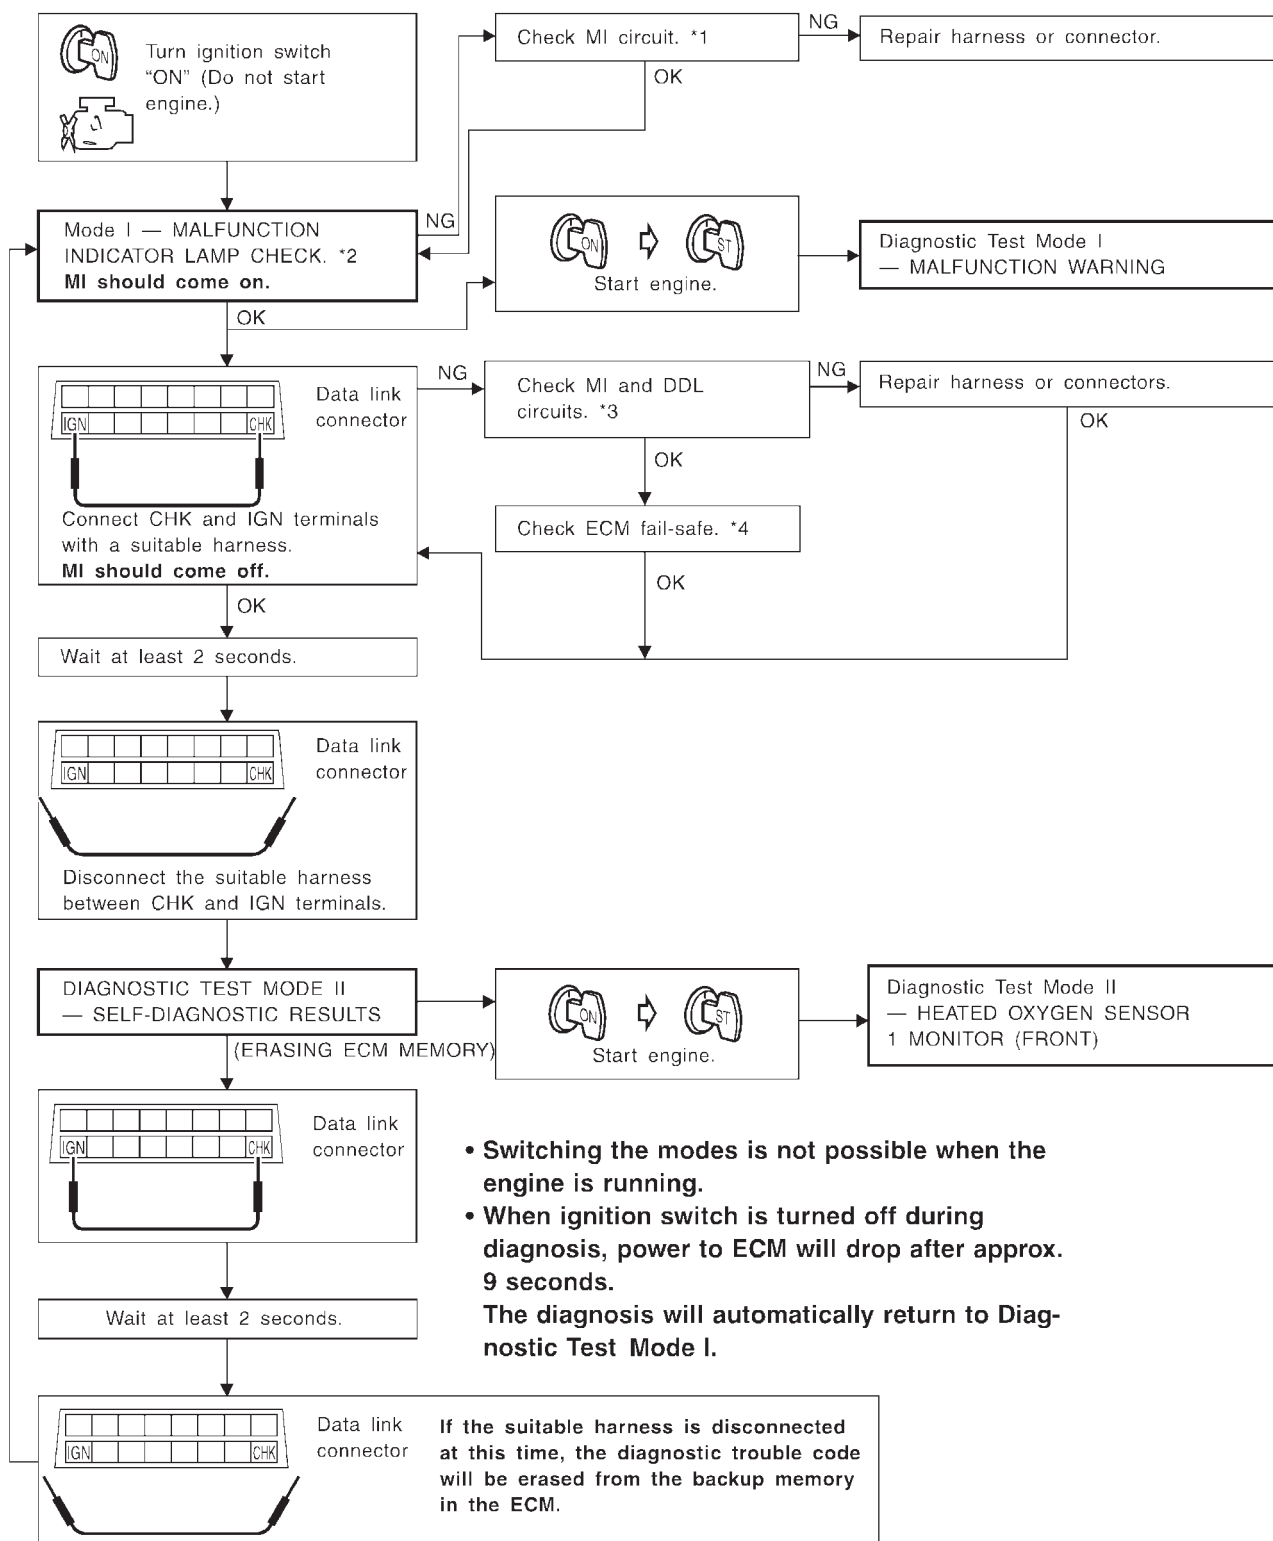 ON
Turn ignition switch
“ON” (Do not start
engine.)
Check MI circuit. *1
NG
Repair harness or connector.
OK
Mode I — MALFUNCTION
INDICATOR LAMP CHECK. *2
MI should come on.
NG
ON
ST
Start engine.
Diagnostic Test Mode I
— MALFUNCTION WARNING
OK
Data link
connector
IGN
CHK
Connect CHK and IGN terminals
with a suitable harness.
MI should come off.
NG
Check MI and DDL
circuits. *3
NG
Repair harness or connectors.
OK
OK
Check ECM fail-safe. *4
OK
OK
Wait at least 2 seconds.
Data link
connector
IGN
CHK
Disconnect the suitable harness
between CHK and IGN terminals.
DIAGNOSTIC TEST MODE II
— SELF-DIAGNOSTIC RESULTS
ON
ST
Start engine.
Diagnostic Test Mode II
— HEATED OXYGEN SENSOR
1 MONITOR (FRONT)
(ERASING ECM MEMORY)
Data link
connector
IGN
CHK
• Switching the modes is not possible when the
engine is running.
• When ignition switch is turned off during
diagnosis, power to ECM will drop after approx.
9 seconds.
The diagnosis will automatically return to Diag-
nostic Test Mode I.
Wait at least 2 seconds.
Data link
connector
IGN
CHK
If the suitable harness is disconnected
at this time, the diagnostic trouble code
will be erased from the backup memory
in the ECM.